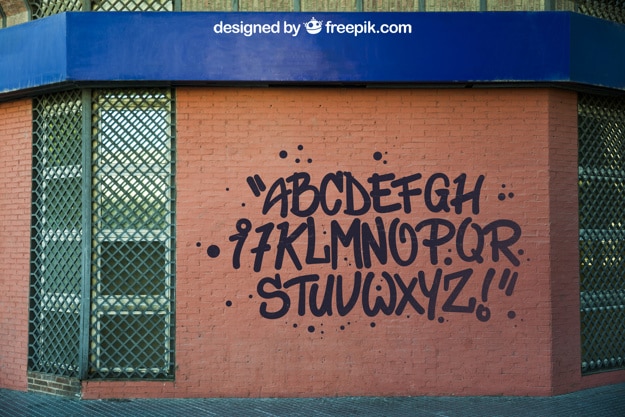 designed by freepik.com
"ABCDEFGH
IJKLMNOPQR
STUVWXYZ!"